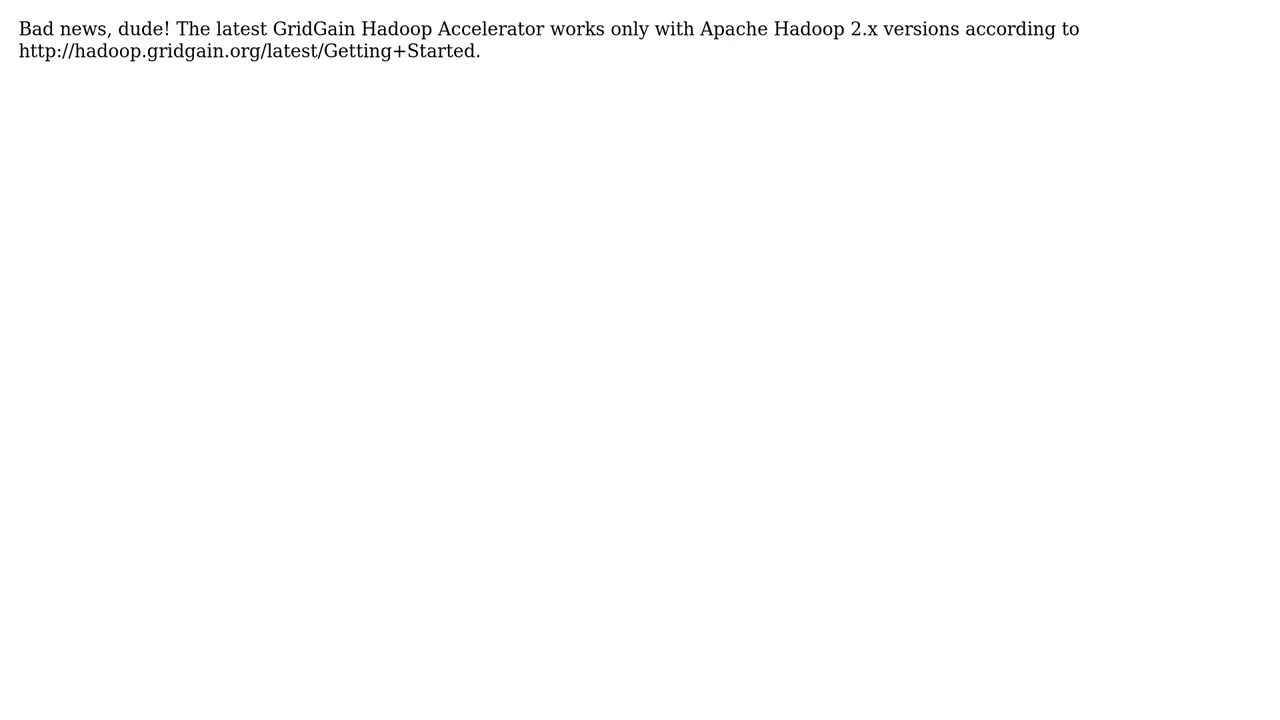 Bad news, dude! The latest GridGain Hadoop Accelerator works only with Apache Hadoop 2.x versions according to
http://hadoop.gridgain.org/latest/Getting+Started.